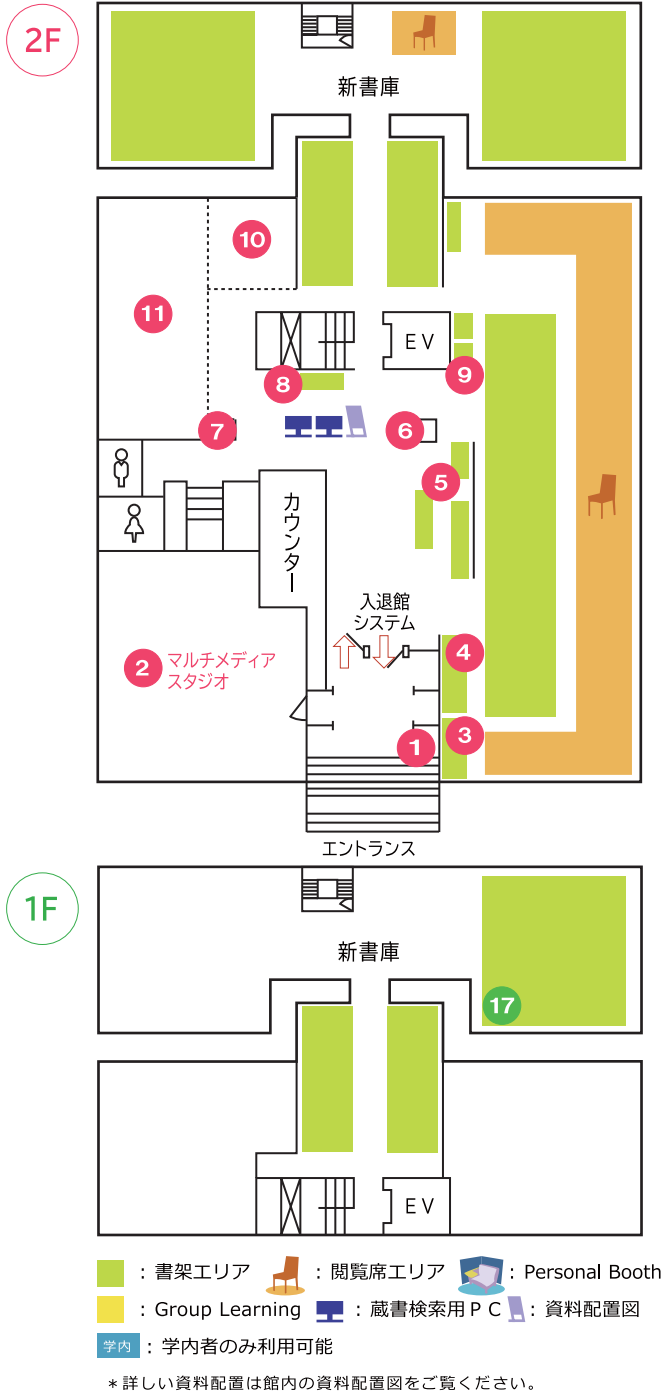 2F
新書庫
10
11
EV
8
9
7
6
5
カウンター
入退館
システム
4
2 マルチメディア
スタジオ
3
1
エントランス
1F
新書庫
17
EV
：書架エリア ：閲覧席エリア ：Personal Booth
：Group Learning ：蔵書検索用ＰＣ ：資料配置図
学内 ：学内者のみ利用可能
＊詳しい資料配置は館内の資料配置図をご覧ください。